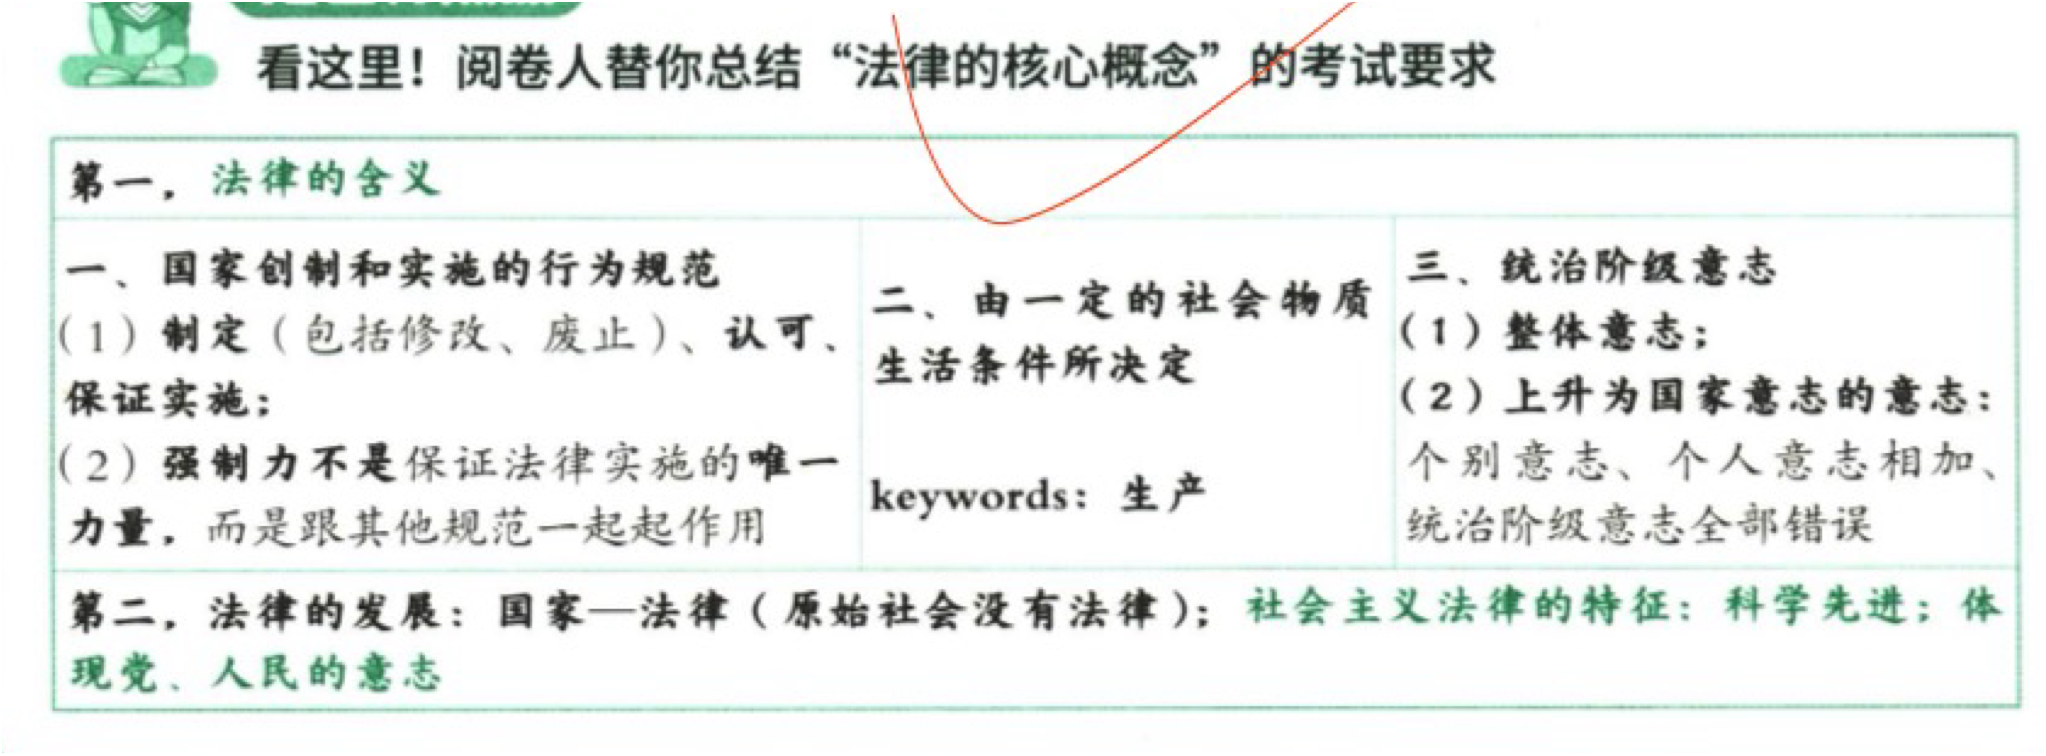 看这里！阅卷人替你总结“法律的核心概念”的考试要求
第一，法律的含义
一、国家创制和实施的行为规范
（1）制定（包括修改、废止）、认可、
保证实施；
（2）强制力不是保证法律实施的唯一
力量，而是跟其他规范一起起作用
二、由一定的社会物质
生活条件所决定
keywords：生产
三、统治阶级意志
（1）整体意志；
（2）上升为国家意志的意志：
个别意志、个人意志相加、
统治阶级意志全部错误
第二，法律的发展：国家—法律（原始社会没有法律）；社会主义法律的特征：科学先进；体
现党、人民的意志